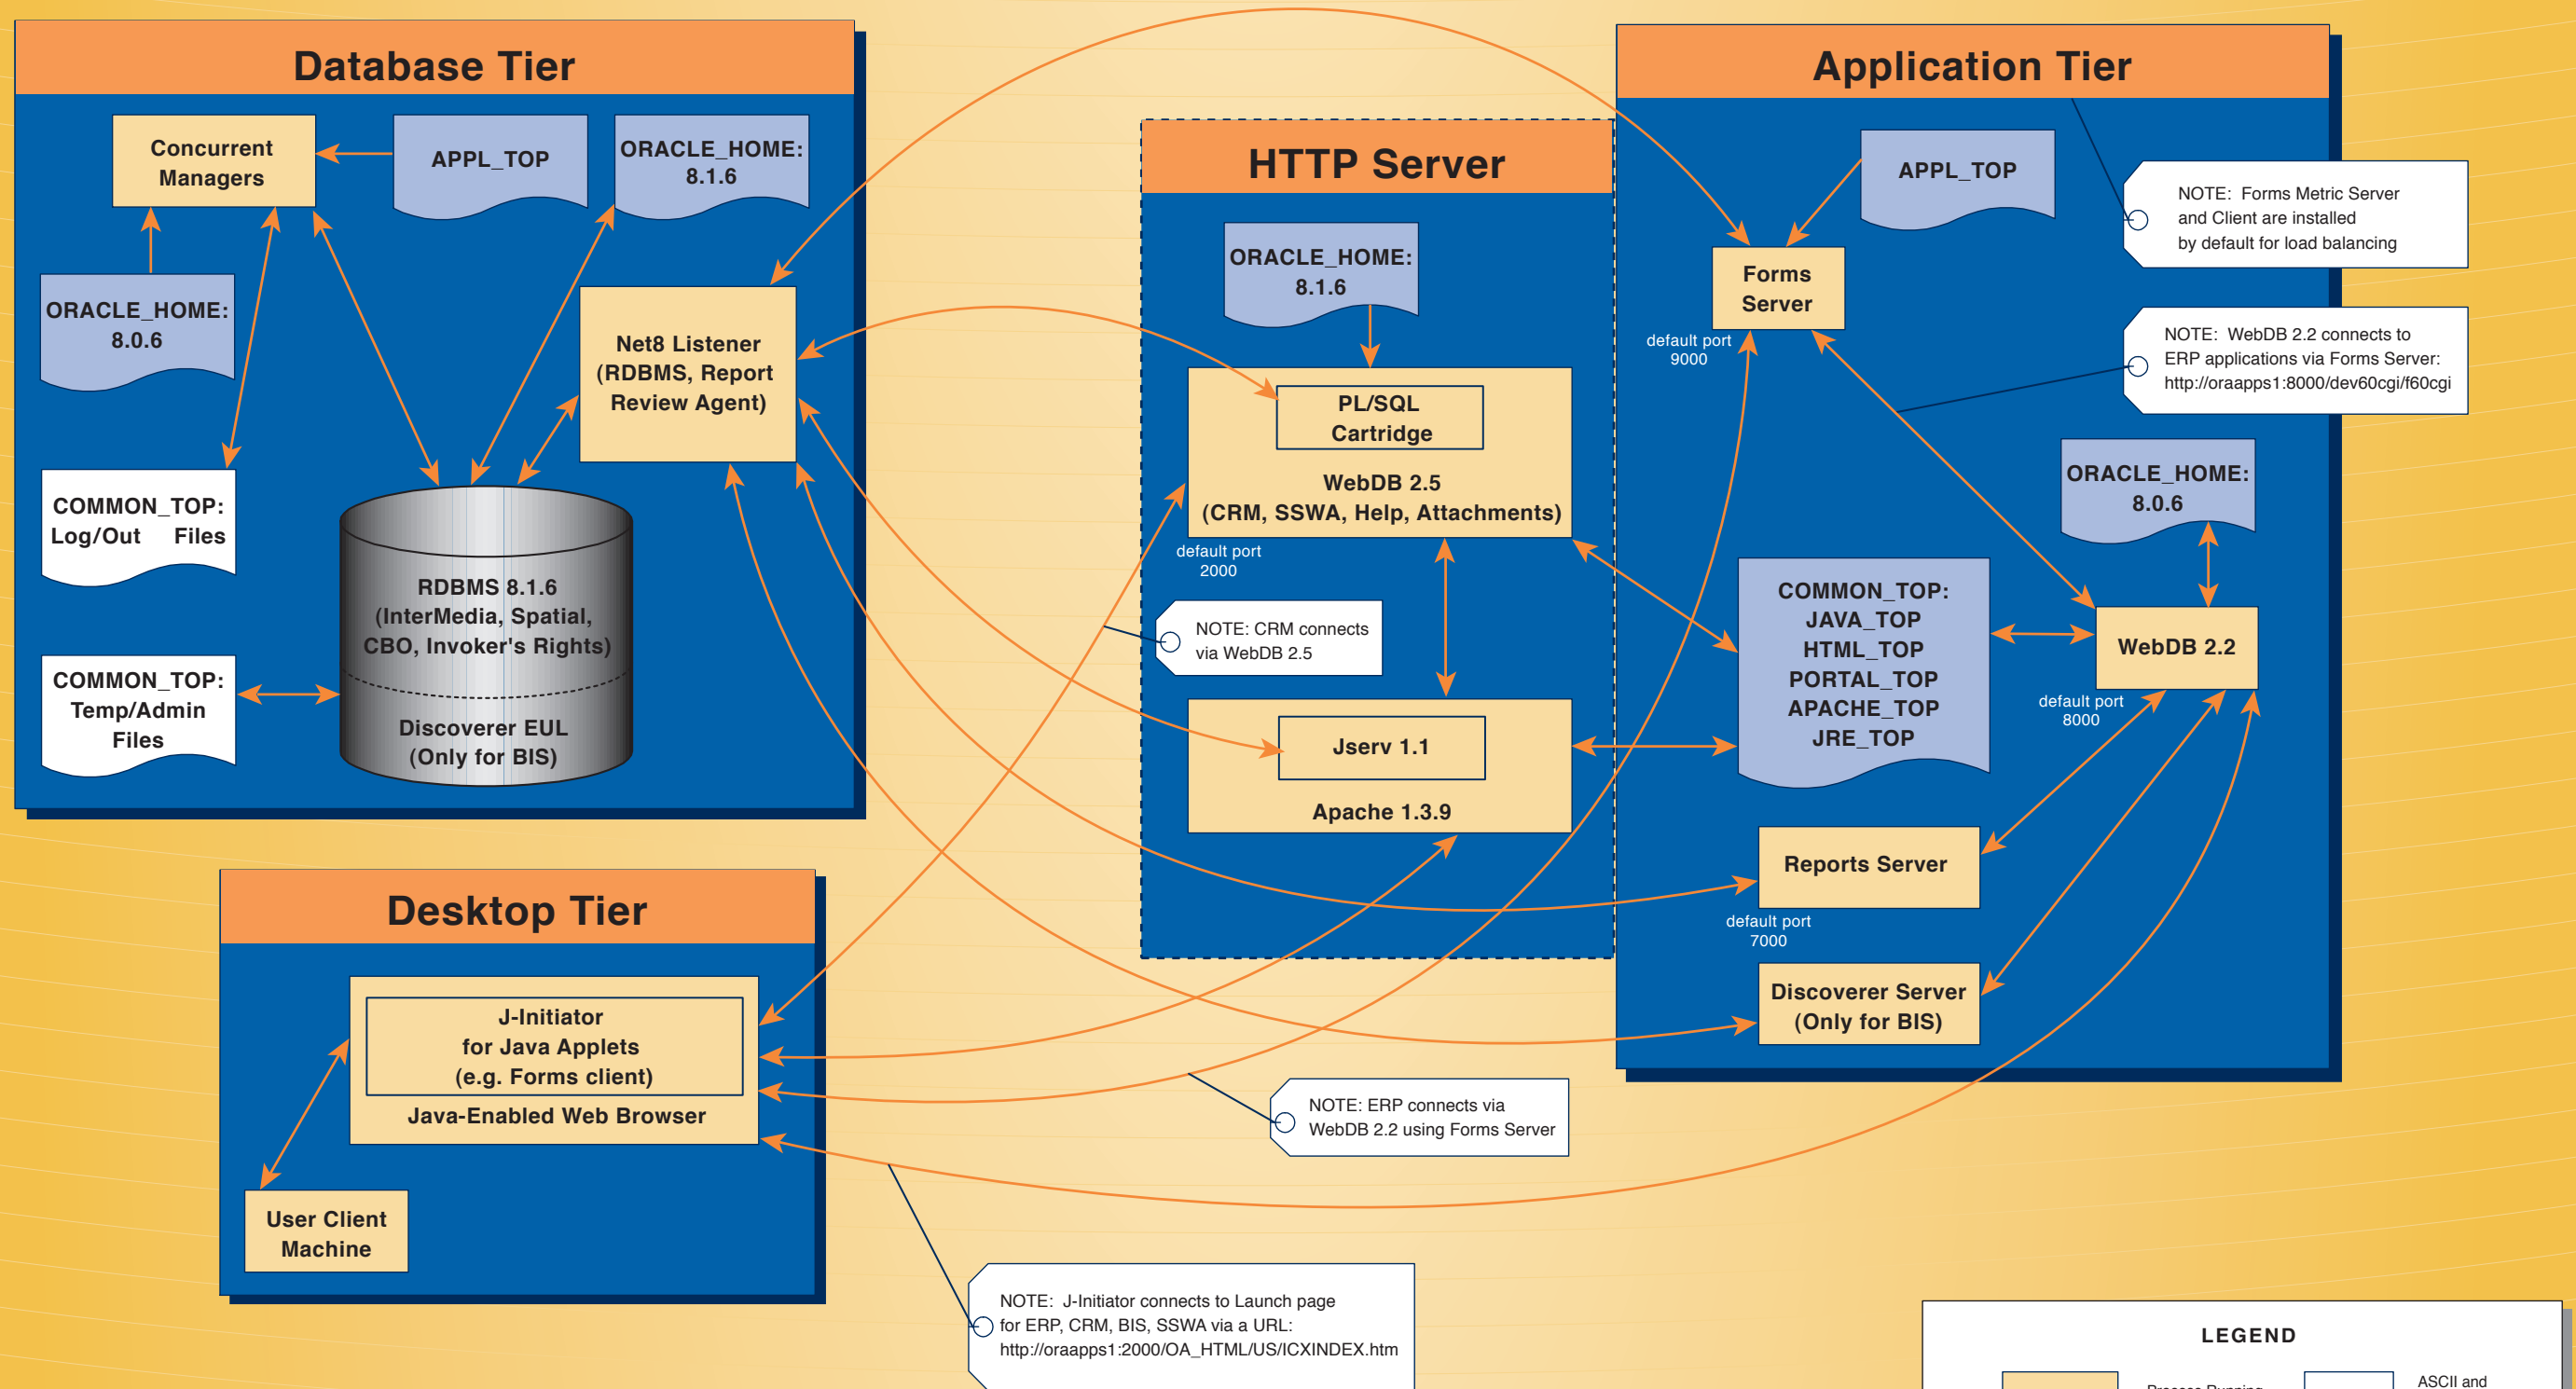 Database Tier
Concurrent
Managers
APPL_TOP
ORACLE_HOME:
8.1.6
ORACLE_HOME:
8.0.6
Net8 Listener
(RDBMS, Report
Review Agent)
COMMON_TOP:
Log/Out Files
RDBMS 8.1.6
(InterMedia, Spatial,
CBO, Invoker's Rights)
COMMON_TOP:
Temp/Admin
Files
Discoverer EUL
(Only for BIS)
HTTP Server
ORACLE_HOME:
8.1.6
PL/SQL
Cartridge
WebDB 2.5
(CRM, SSWA, Help, Attachments)
default port
2000
NOTE: CRM connects
via WebDB 2.5
Jserv 1.1
Apache 1.3.9
Application Tier
APPL_TOP
NOTE: Forms Metric Server
and Client are installed
by default for load balancing
Forms
Server
default port
9000
NOTE: WebDB 2.2 connects to
ERP applications via Forms Server:
http://oraapps1:8000/dev60cgi/f60cgi
ORACLE_HOME:
8.0.6
COMMON_TOP:
JAVA_TOP
HTML_TOP
PORTAL_TOP
APACHE_TOP
JRE_TOP
WebDB 2.2
default port
8000
Reports Server
default port
7000
Discoverer Server
(Only for BIS)
Desktop Tier
J-Initiator
for Java Applets
(e.g. Forms client)
Java-Enabled Web Browser
User Client
Machine
NOTE: ERP connects via
WebDB 2.2 using Forms Server
NOTE: J-Initiator connects to Launch page
for ERP, CRM, BIS, SSWA via a URL:
http://oraapps1:2000/OA_HTML/US/ICXINDEX.htm
LEGEND
Process Running
ASCII and